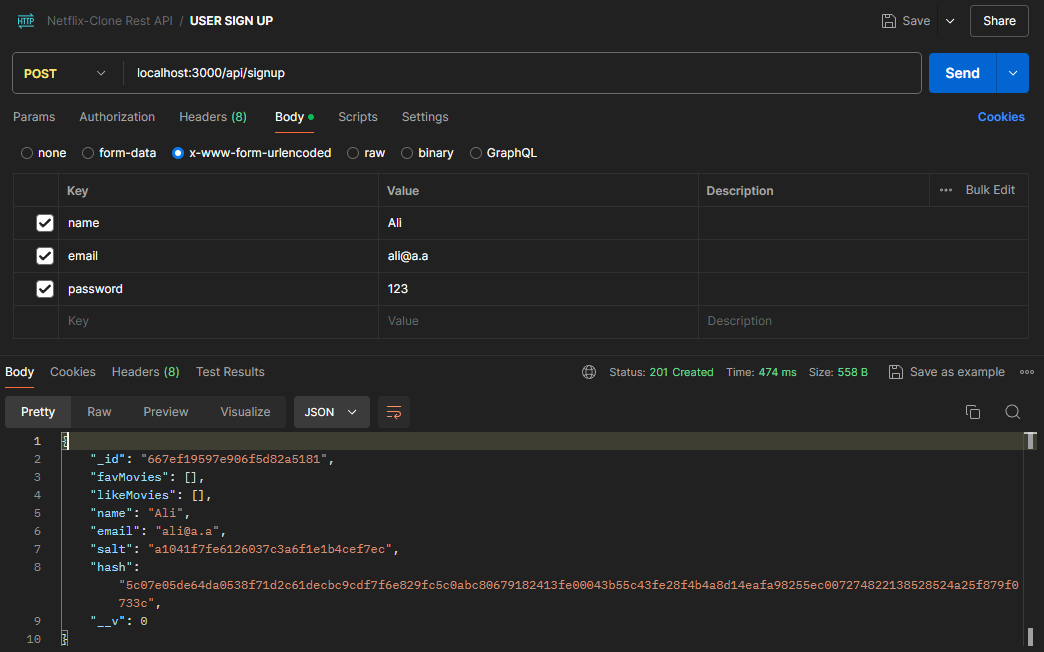 HTTP Netflix-Clone Rest API / USER SIGN UP Save Share
POST localhost:3000/api/signup Send
Params Authorization Headers (8) Body Scripts Settings Cookies
none form-data x-www-form-urlencoded raw binary GraphQL
Key Value Description ••• Bulk Edit
name Ali
email ali@a.a
password 123
Key Value Description
Body Cookies Headers (8) Test Results Status: 201 Created Time: 474 ms Size: 558 B Save as example
Pretty Raw Preview Visualize JSON
1 {
2 "_id": "667ef19597e906f5d82a5181",
3 "favMovies": [],
4 "likeMovies": [],
5 "name": "Ali",
6 "email": "ali@a.a",
7 "salt": "a1041f7fe6126037c3a6f1e1b4cef7ec",
8 "hash":
"5c07e05de64da0538f71d2c61decbc9cdf7f6e829fc5c0abc80679182413fe00043b55c43fe28f4b4a8d14eafa98255ec007274822138528524a25f879f0
733c",
9 "__v": 0
10 }